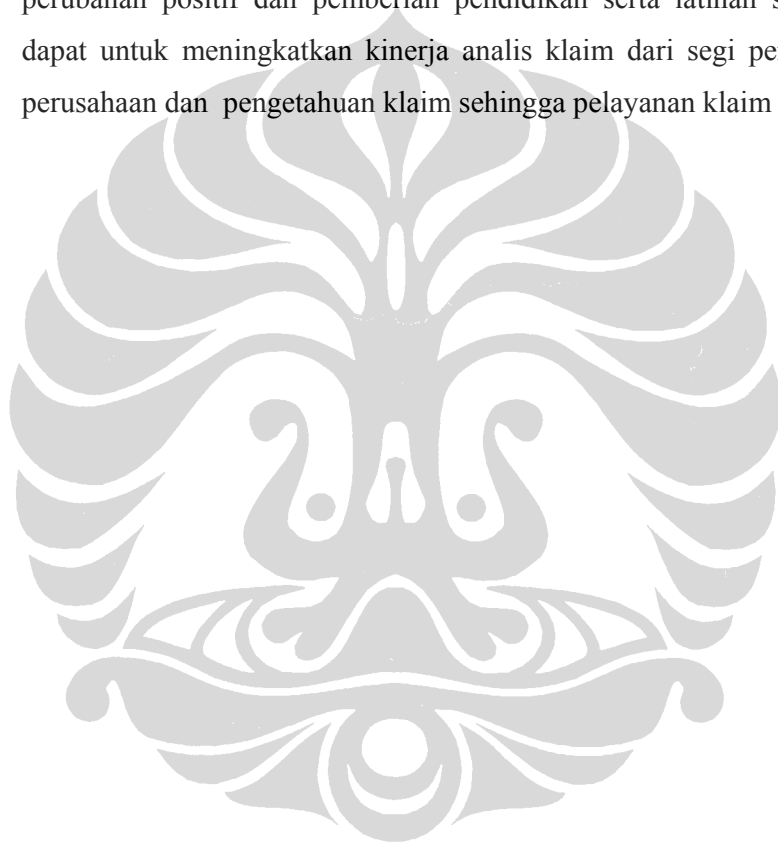 perubahan positif dan pemberian pendidikan serta latihan
dapat untuk meningkatkan kinerja analis klaim dari segi
perusahaan dan pengetahuan klaim sehingga pelayanan klaim